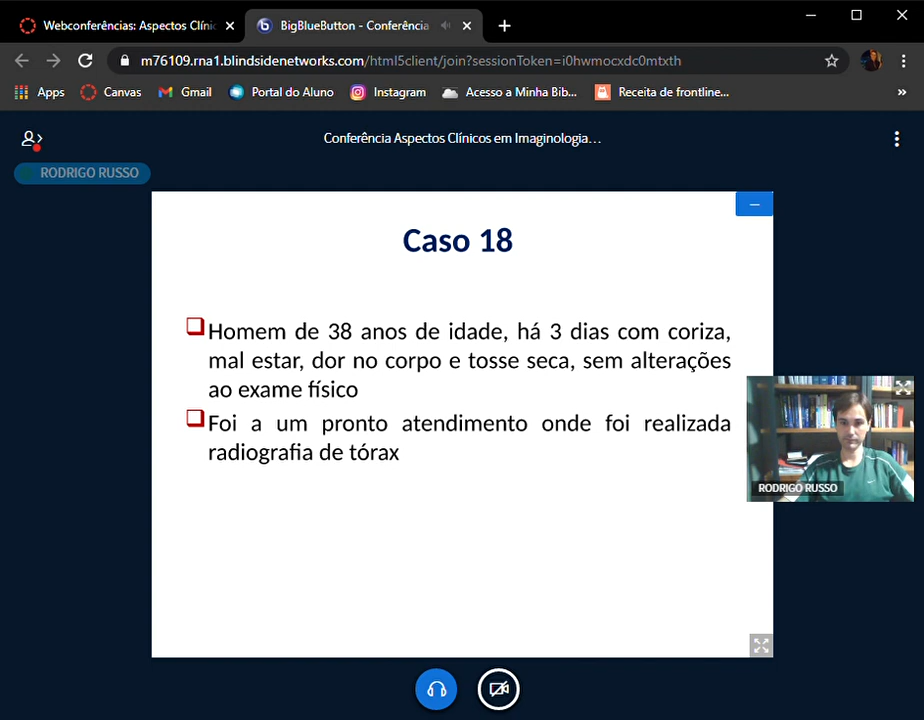 Webconferências: Aspectos Clíni
BigBlueButton - Conferência
m76109.rna1.blindsidenetworks.com/html5client/join?sessionToken=i0hwmocxdc0mtxth
Apps Canvas Gmail Portal do Aluno Instagram Acesso a Minha Bib... Receita de frontline... »
Conferência Aspectos Clínicos em Imaginologia...
RODRIGO RUSSO
Caso 18
Homem de 38 anos de idade, há 3 dias com coriza,
mal estar, dor no corpo e tosse seca, sem alterações
ao exame físico
Foi a um pronto atendimento onde foi realizada
radiografia de tórax
RODRIGO RUSSO